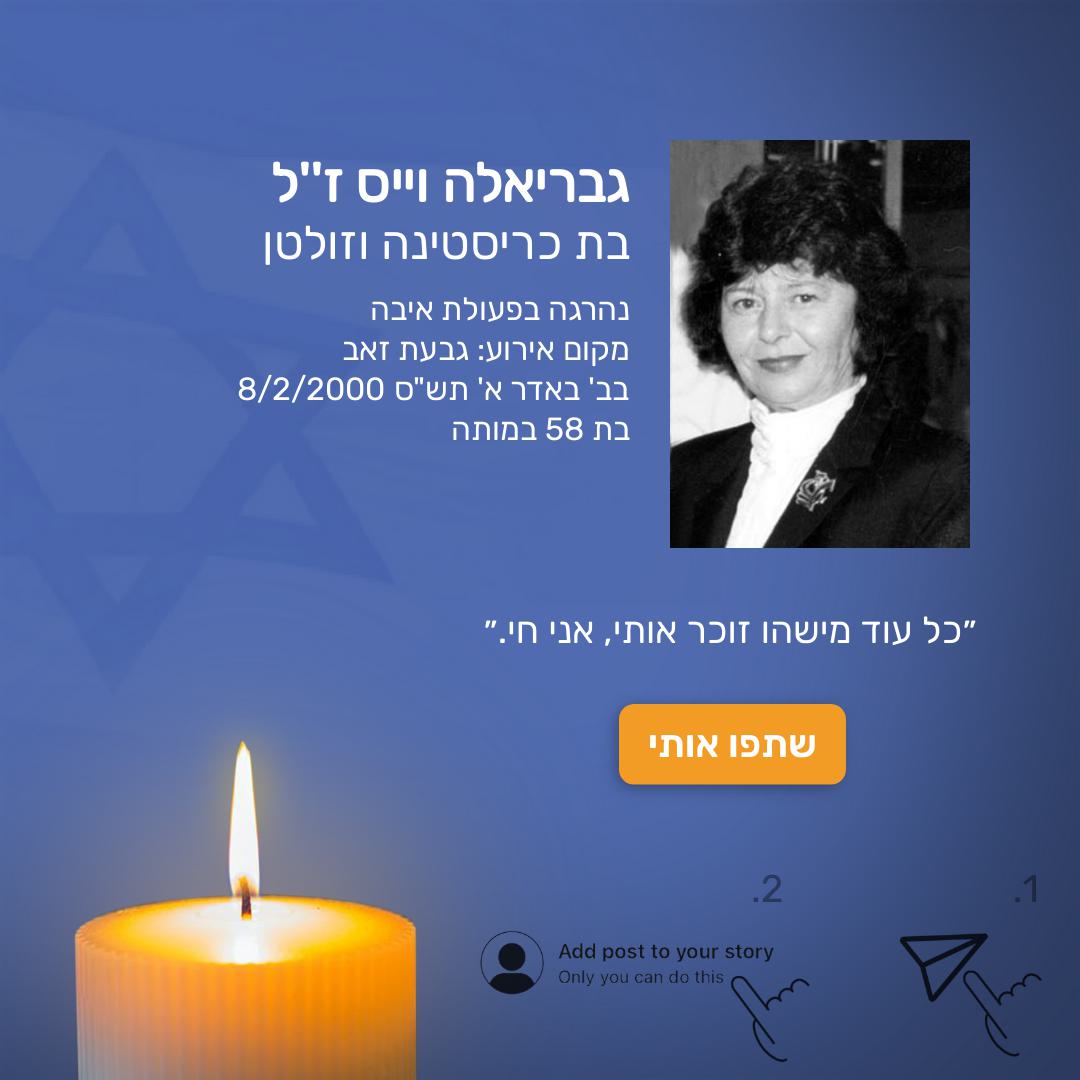 גבריאלה וייס ז"ל
בת כריסטינה וזולטן
נהרגה בפעולת איבה
מקום אירוע: גבעת זאב
בב' באדר א' תש"ס 8/2/2000
בת 58 במותה
״כל עוד מישהו זוכר אותי, אני חי.״
שתפו אותי
1.
2.
Add post to your story
Only you can do this